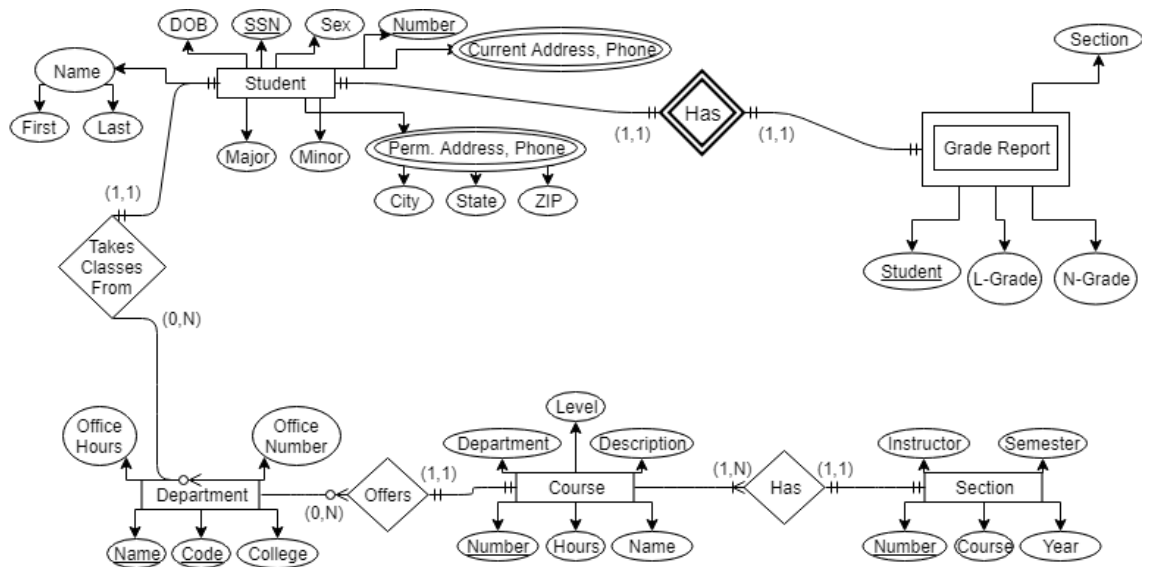 DOB
SSN
Sex
Number
Current Address, Phone
Section
Name
Student
First
Last
Major
Minor
Perm. Address, Phone
City
State
ZIP
Has
(1,1)
(1,1)
Grade Report
Student
L-Grade
N-Grade
(1,1)
Takes
Classes
From
(0,N)
Office
Hours
Office
Number
Department
Name
Code
College
(0,N)
Offers
(1,1)
Level
Department
Description
Course
Number
Hours
Name
(1,N)
Has
(1,1)
Instructor
Semester
Section
Number
Course
Year